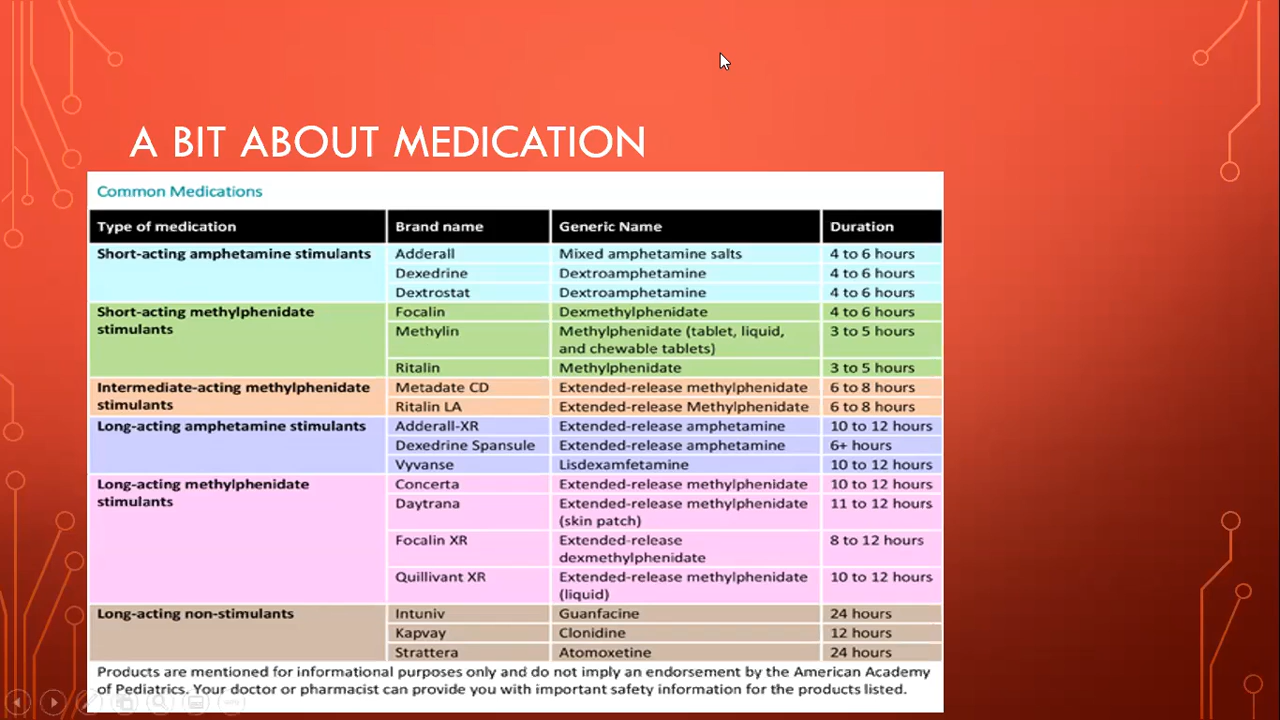 A BIT ABOUT MEDICATION
Common Medications
Type of medication Brand name Generic Name Duration
Short-acting amphetamine stimulants Adderall Mixed amphetamine salts 4 to 6 hours
Dexedrine Dextroamphetamine 4 to 6 hours
Dextrostat Dextroamphetamine 4 to 6 hours
Short-acting methylphenidate Focalin Dexmethylphenidate 4 to 6 hours
stimulants Methylin Methylphenidate (tablet, liquid, 3 to 5 hours
and chewable tablets)
Ritalin Methylphenidate 3 to 5 hours
Intermediate-acting methylphenidate Metadate CD Extended-release methylphenidate 6 to 8 hours
stimulants Ritalin LA Extended-release Methylphenidate 6 to 8 hours
Long-acting amphetamine stimulants Adderall-XR Extended-release amphetamine 10 to 12 hours
Dexedrine Spansule Extended-release amphetamine 6+ hours
Vyvanse Lisdexamfetamine 10 to 12 hours
Long-acting methylphenidate Concerta Extended-release methylphenidate 10 to 12 hours
stimulants Daytrana Extended-release methylphenidate 11 to 12 hours
(skin patch)
Focalin XR Extended-release 8 to 12 hours
dexmethylphenidate
Quillivant XR Extended-release methylphenidate 10 to 12 hours
(liquid)
Long-acting non-stimulants Intuniv Guanfacine 24 hours
Kapvay Clonidine 12 hours
Strattera Atomoxetine 24 hours
Products are mentioned for informational purposes only and do not imply an endorsement by the American Academy
of Pediatrics. Your doctor or pharmacist can provide you with important safety information for the products listed.